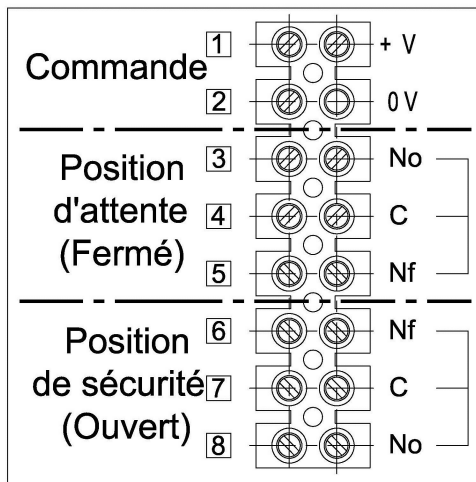 Commande
1 + V
2 0 V
Position d'attente (Fermé)
3 No
4 C
5 Nf
Position de sécurité (Ouvert)
6 Nf
7 C
8 No